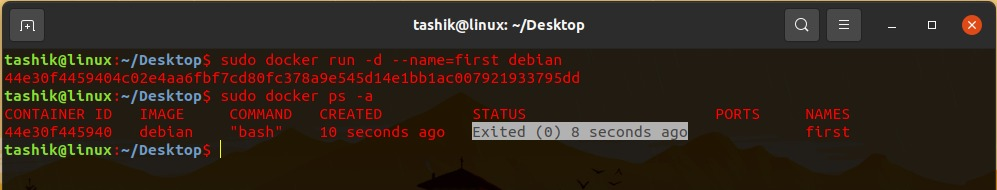 tashik@linux: ~/Desktop
tashik@linux:~/Desktop$ sudo docker run -d --name=first debian
44e30f4459404c02e4aa6fbf7cd80fc378a9e545d14e1bb1ac007921933795dd
tashik@linux:~/Desktop$ sudo docker ps -a
CONTAINER ID IMAGE COMMAND CREATED STATUS PORTS NAMES
44e30f445940 debian "bash" 10 seconds ago Exited (0) 8 seconds ago first
tashik@linux:~/Desktop$